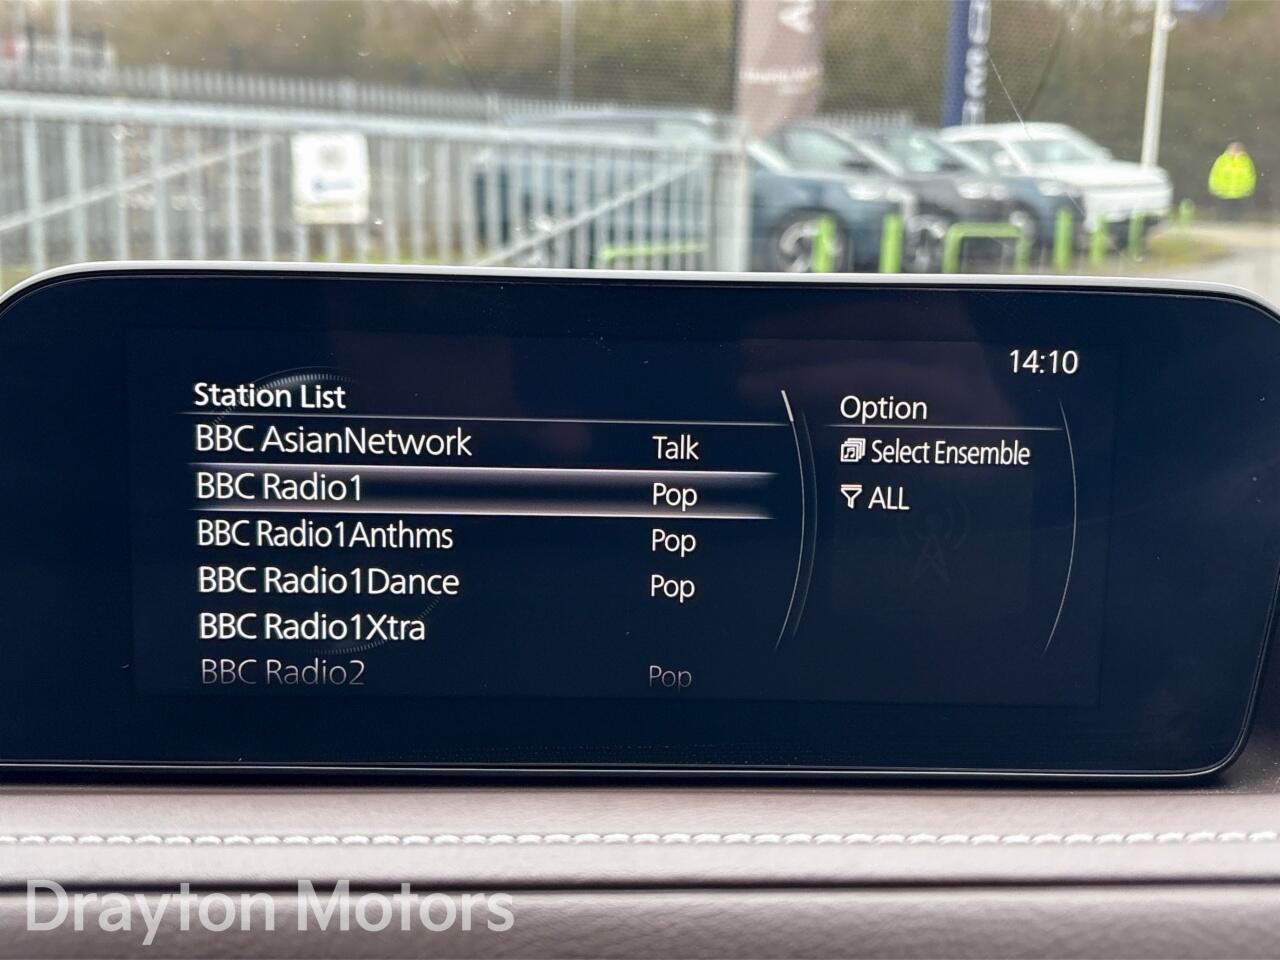 14:10
Station List
BBC AsianNetwork Talk
BBC Radio1 Pop
BBC Radio1Anthms Pop
BBC Radio1Dance Pop
BBC Radio1Xtra
BBC Radio2 Pop
Option
Select Ensemble
ALL
Drayton Motors